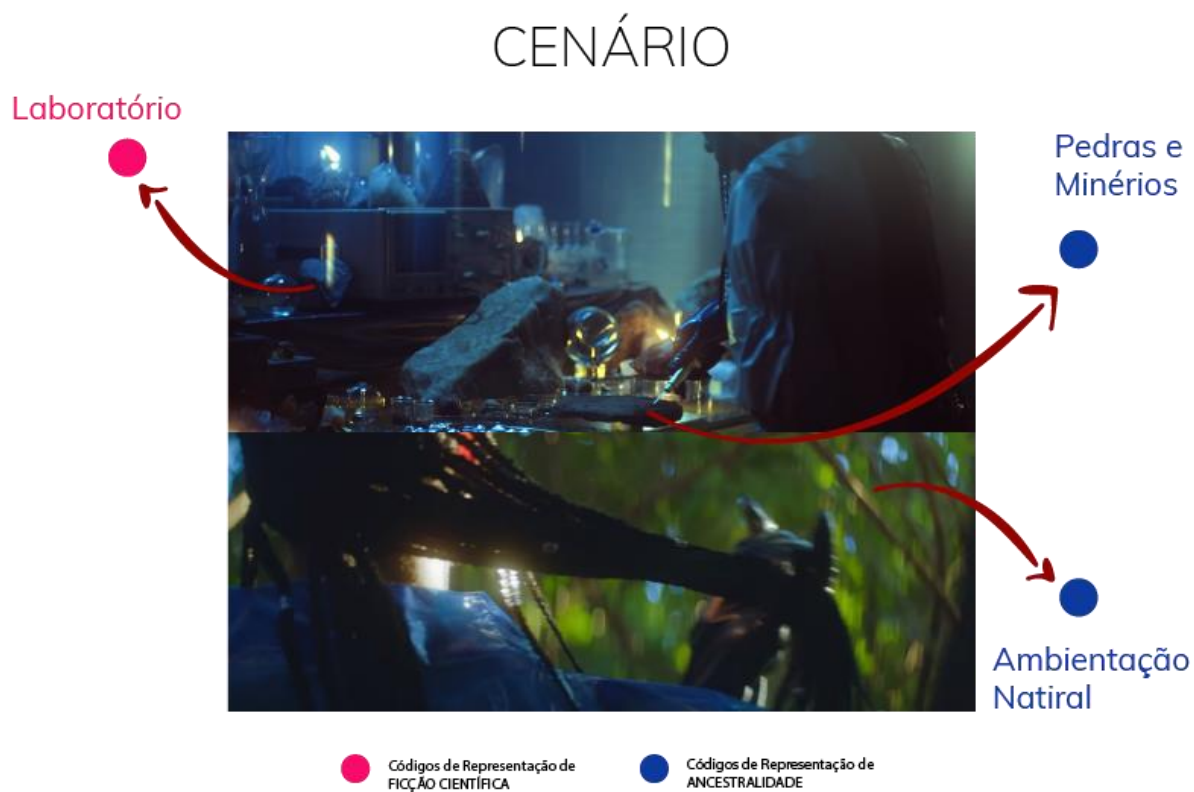 CENÁRIO
Laboratório
Pedras e
Minérios
Ambientação
Natiral
Códigos de Representação de
FICÇÃO CIENTÍFICA
Códigos de Representação de
ANCESTRALIDADE